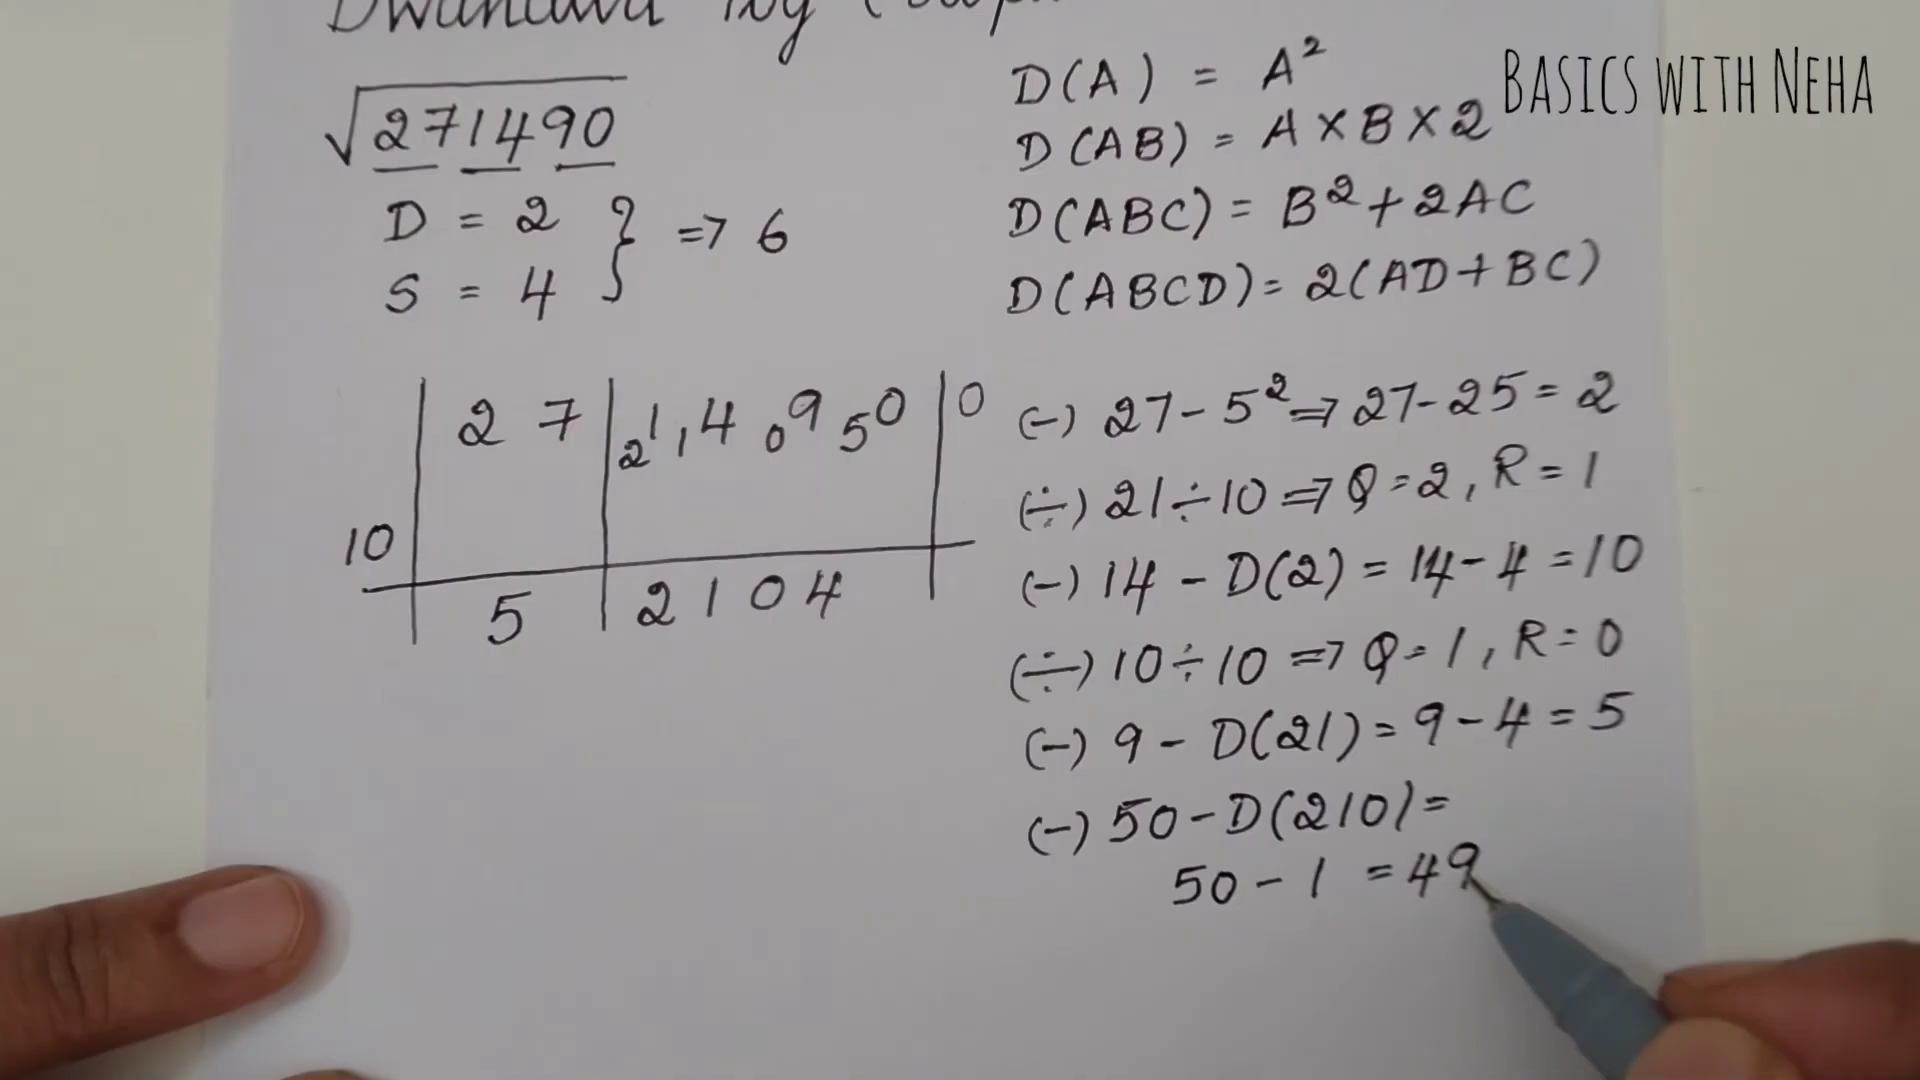 √271490
D = 2
S = 4
} => 6
D(A) = A²
D(AB) = A × B × 2
D(ABC) = B² + 2AC
D(ABCD) = 2(AD + BC)
BASICS WITH NEHA
10 | 2 7 | ₂1 ₁4 ₀9 ₅0 | 0
5 | 2 1 0 4
(-) 27 - 5² => 27 - 25 = 2
(÷) 21 ÷ 10 => Q = 2, R = 1
(-) 14 - D(2) = 14 - 4 = 10
(÷) 10 ÷ 10 => Q = 1, R = 0
(-) 9 - D(21) = 9 - 4 = 5
(-) 50 - D(210) =
50 - 1 = 49